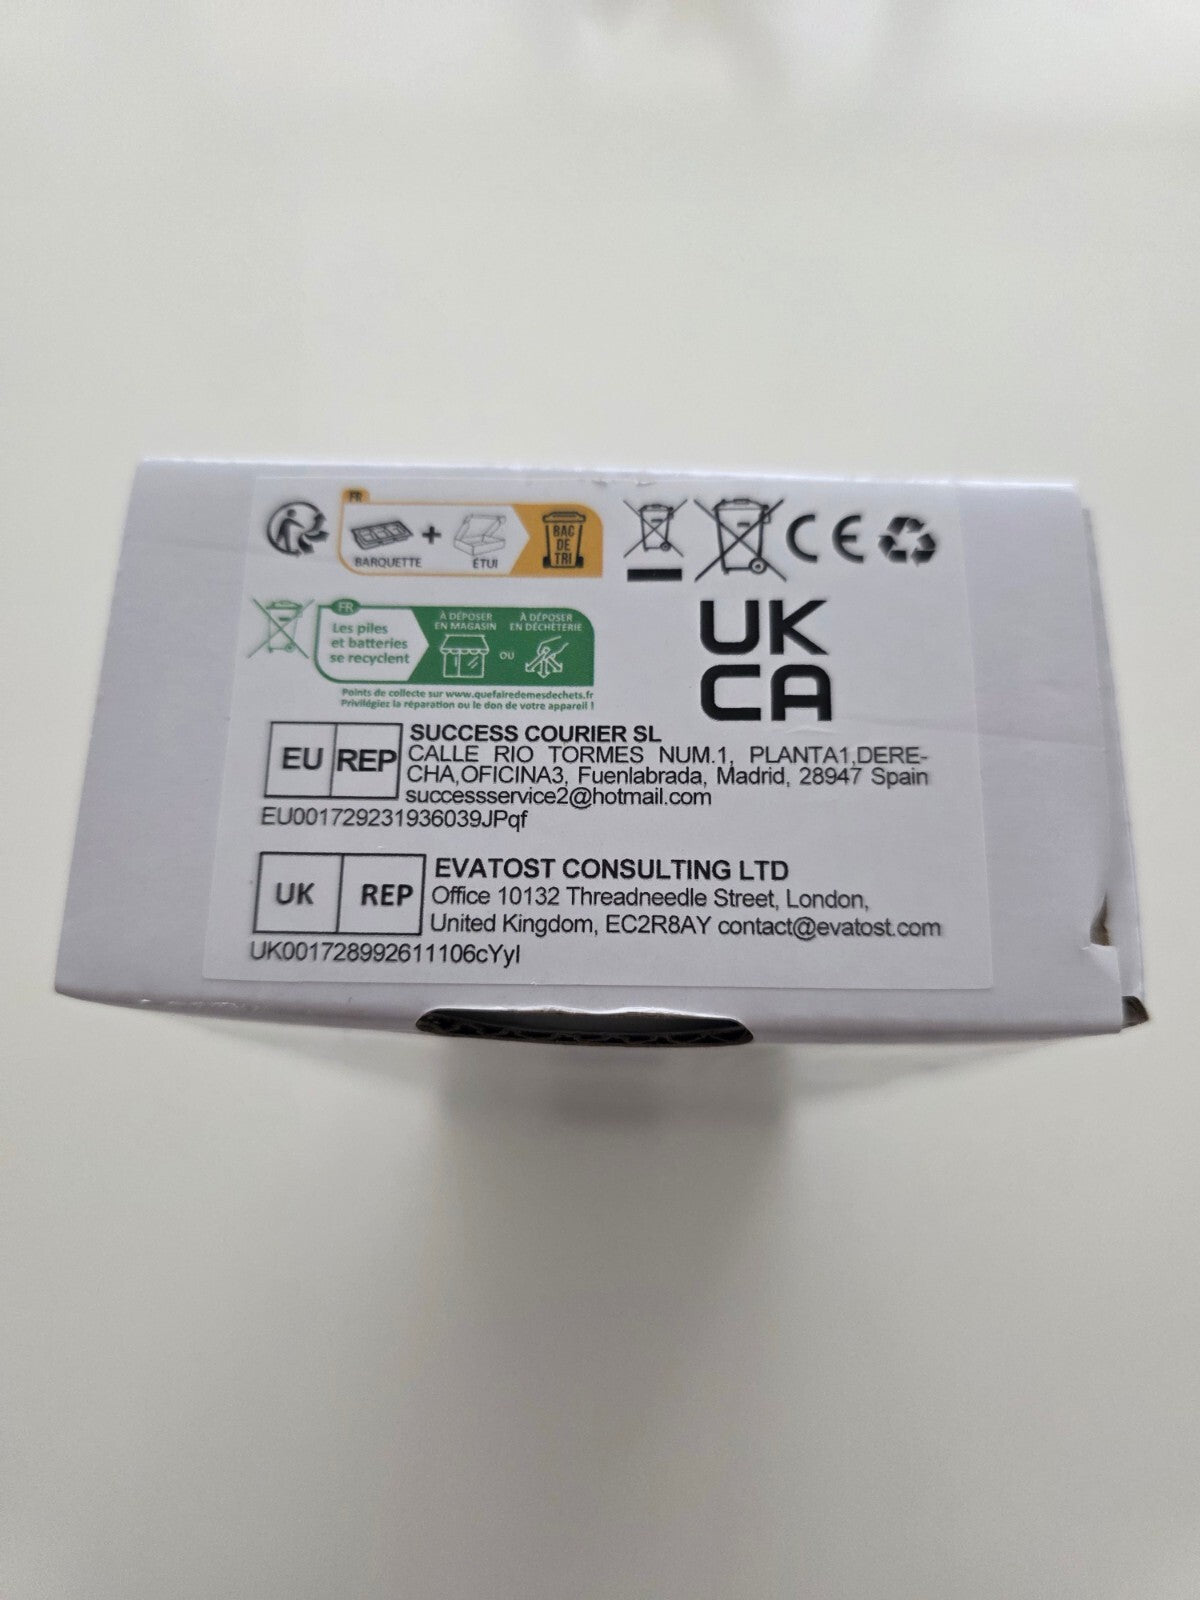 FR
BARQUETTE + ÉTUI
BAC
DE
TRI
CE
FR
Les piles
et batteries
se recyclent
À DÉPOSER
EN MAGASIN
OU
À DÉPOSER
EN DÉCHÈTERIE
Points de collecte sur www.quefairedemesdechets.fr
Privilégiez la réparation ou le don de votre appareil !
UK
CA
EU REP
SUCCESS COURIER SL
CALLE RIO TORMES NUM.1, PLANTA1,DERE-
CHA,OFICINA3, Fuenlabrada, Madrid, 28947 Spain
successservice2@hotmail.com
EU001729231936039JPqf
UK REP
EVATOST CONSULTING LTD
Office 10132 Threadneedle Street, London,
United Kingdom, EC2R8AY contact@evatost.com
UK001728992611106cYyl